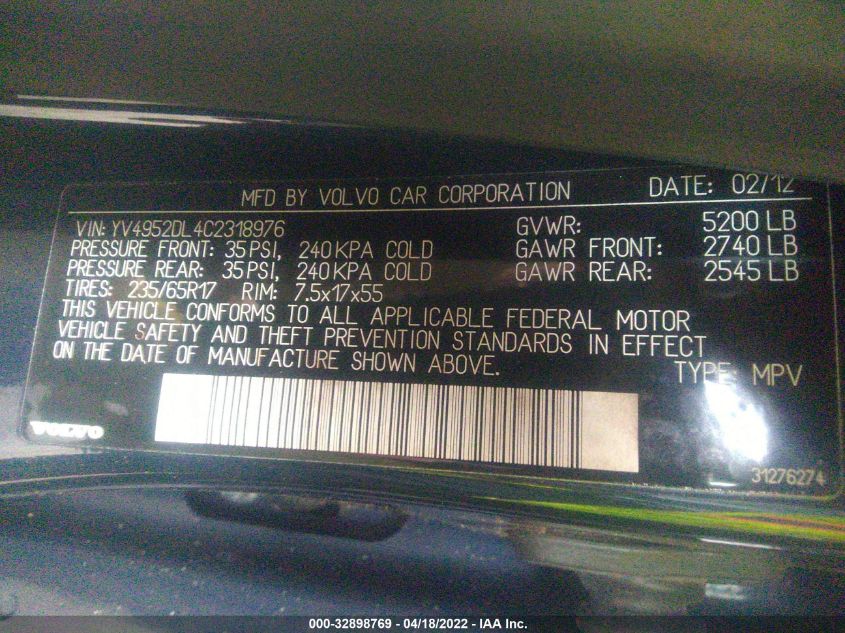 MFD BY VOLVO CAR CORPORATION DATE: 02/12
VIN: YV4952DL4C2318976 GVWR: 5200 LB
PRESSURE FRONT: 35 PSI, 240 KPA COLD GAWR FRONT: 2740 LB
PRESSURE REAR: 35 PSI, 240 KPA COLD GAWR REAR: 2545 LB
TIRES: 235/65R17 RIM: 7.5x17x55
THIS VEHICLE CONFORMS TO ALL APPLICABLE FEDERAL MOTOR
VEHICLE SAFETY AND THEFT PREVENTION STANDARDS IN EFFECT
ON THE DATE OF MANUFACTURE SHOWN ABOVE.
TYPE: MPV
VOLVO
31276274
000-32898769 - 04/18/2022 - IAA Inc.